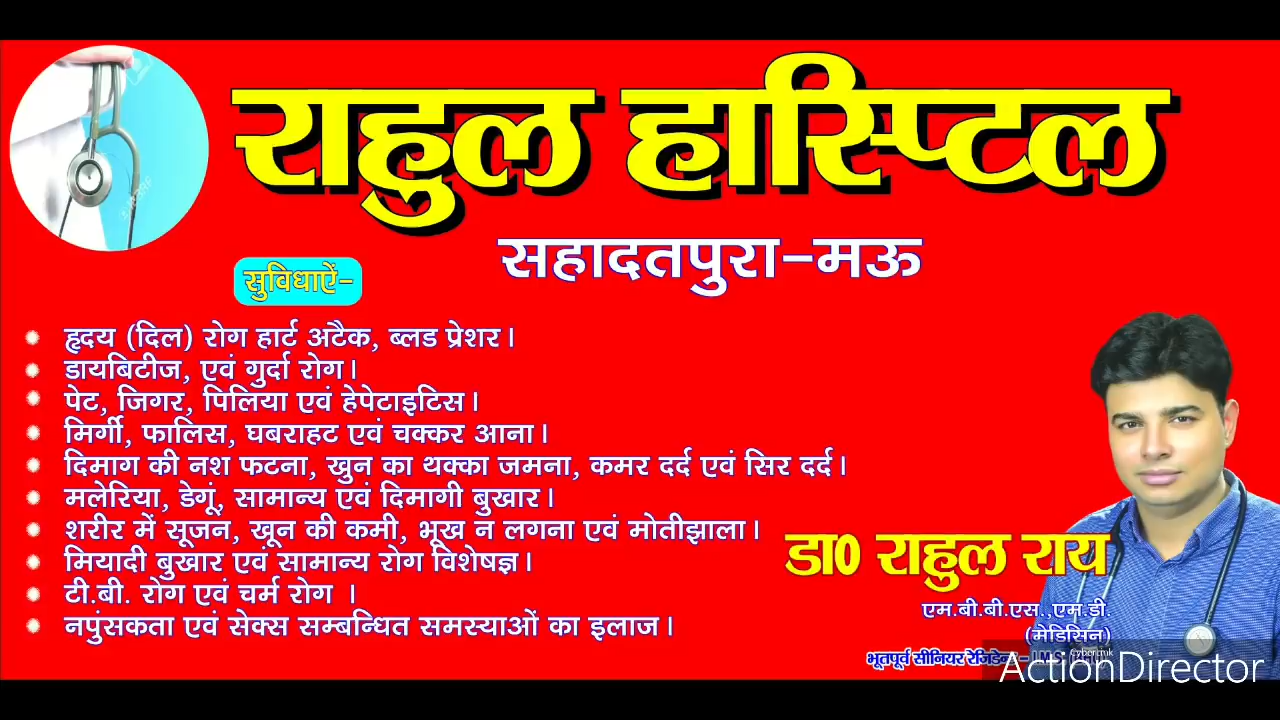 राहुल हास्पिटल
सहादतपुरा-मऊ
सुविधाऐं-
हृदय (दिल) रोग हार्ट अटैक, ब्लड प्रेशर।
डायबिटीज, एवं गुर्दा रोग।
पेट, जिगर, पिलिया एवं हेपेटाइटिस।
मिर्गी, फालिस, घबराहट एवं चक्कर आना।
दिमाग की नश फटना, खुन का थक्का जमना, कमर दर्द एवं सिर दर्द।
मलेरिया, डेगूं, सामान्य एवं दिमागी बुखार।
शरीर में सूजन, खून की कमी, भूख न लगना एवं मोतीझाला।
मियादी बुखार एवं सामान्य रोग विशेषज्ञ।
टी.बी. रोग एवं चर्म रोग ।
नपुंसकता एवं सेक्स सम्बन्धित समस्याओं का इलाज।
डा० राहुल राय
एम.बी.बी.एस.,एम.डी.
(मेडिसिन)
भूतपूर्व सीनियर
CyberLink
ActionDirector